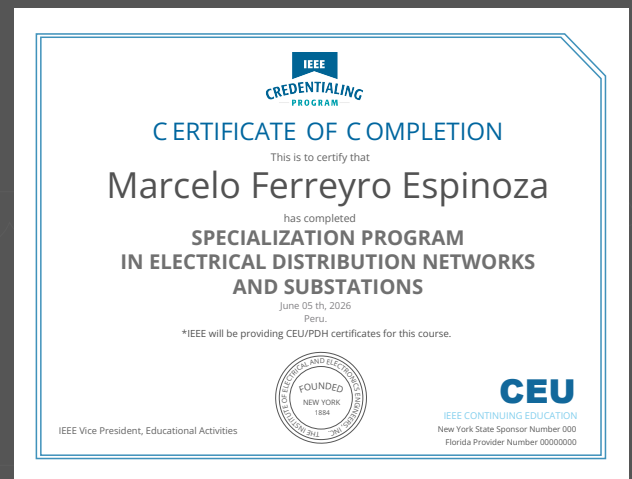 IEEE
CREDENTIALING
PROGRAM
CERTIFICATE OF COMPLETION
This is to certify that
Marcelo Ferreyro Espinoza
has completed
SPECIALIZATION PROGRAM
IN ELECTRICAL DISTRIBUTION NETWORKS
AND SUBSTATIONS
June 05 th, 2026
Peru.
*IEEE will be providing CEU/PDH certificates for this course.
THE INSTITUTE OF ELECTRICAL AND ELECTRONICS ENGINEERS, INC.
FOUNDED
NEW YORK
1884
IEEE Vice President, Educational Activities
CEU
IEEE CONTINUING EDUCATION
New York State Sponsor Number 000
Florida Provider Number 00000000